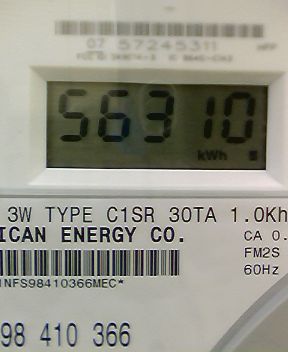 07 57245311
56310
kWh
3W TYPE C1SR 30TA 1.0Kh
ICAN ENERGY CO.
CA 0.
FM2S
60Hz
NFS98410366MEC*
98 410 366